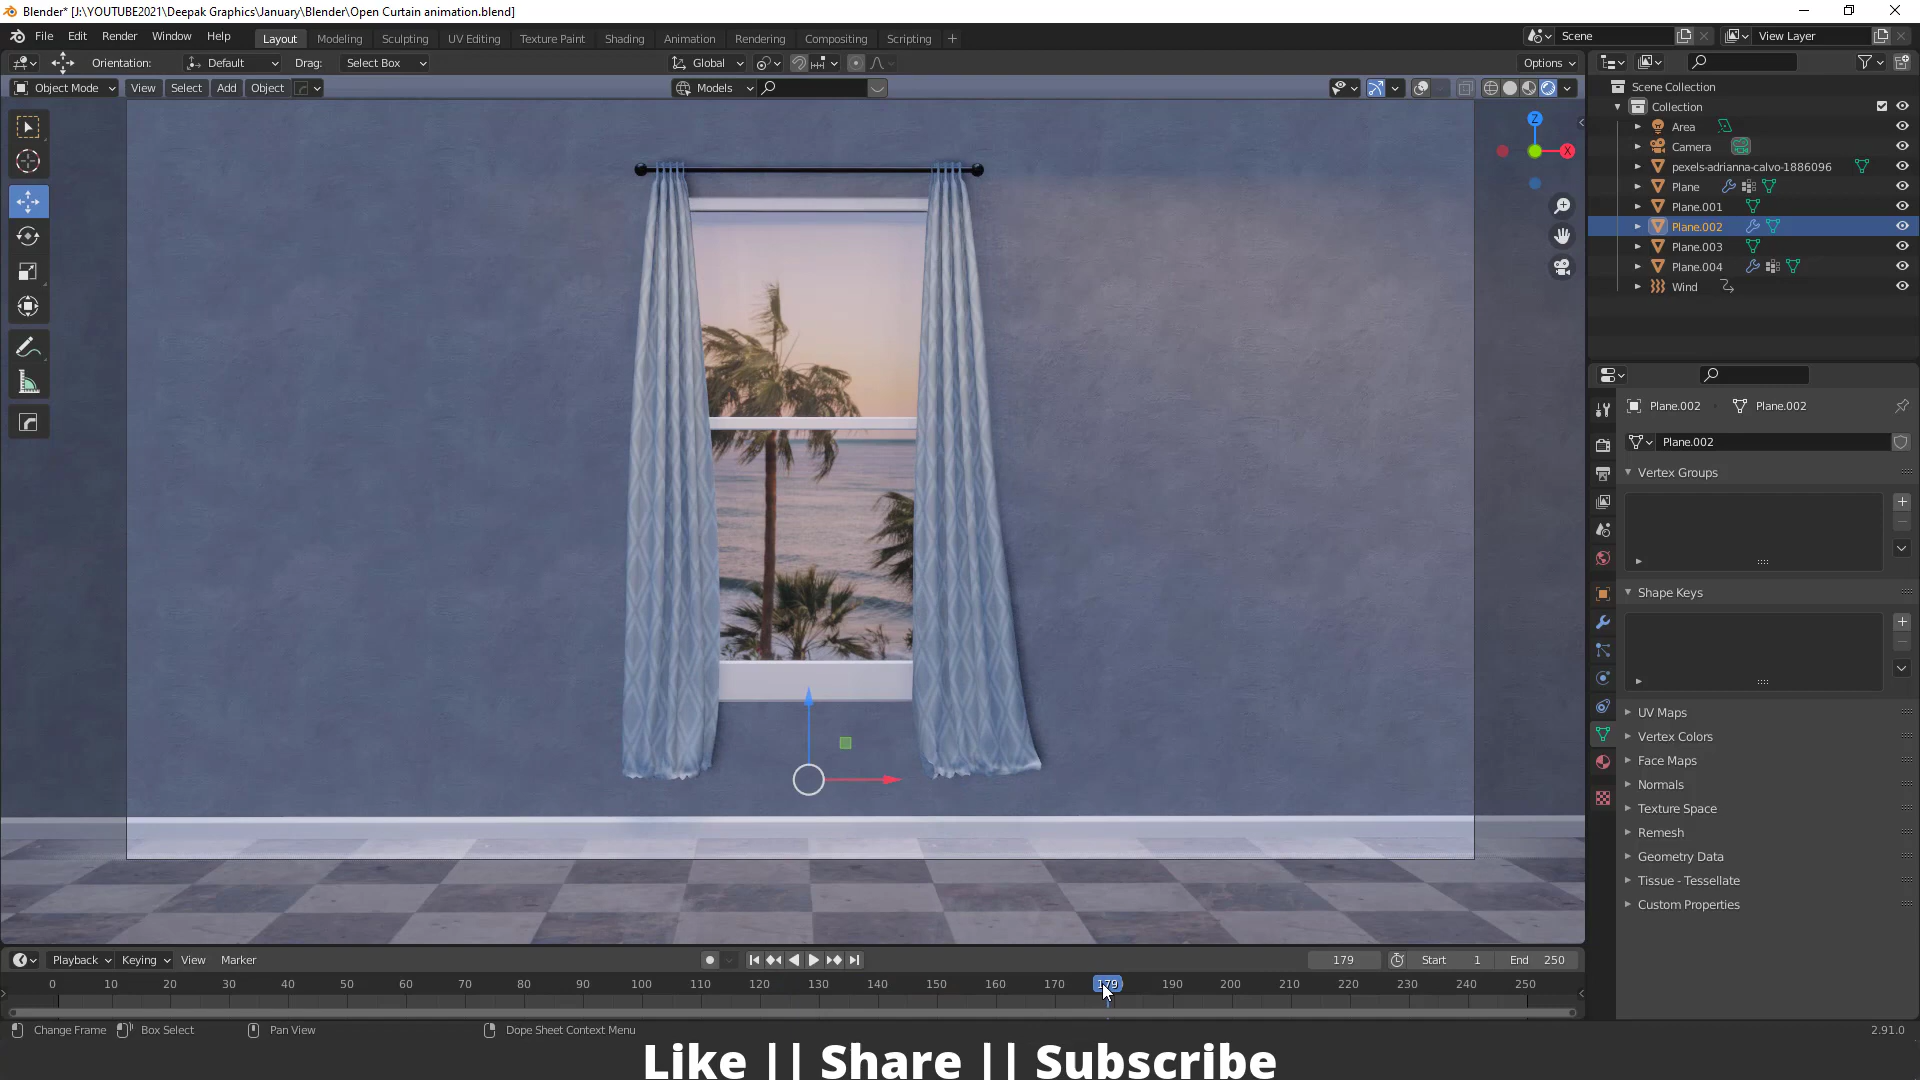 Blender* [J:\YOUTUBE2021\Deepak Graphics\January\Blender\Open Curtain animation.blend]
File Edit Render Window Help Layout Modeling Sculpting UV Editing Texture Paint Shading Animation Rendering Compositing Scripting + Scene View Layer
Orientation: Default Drag: Select Box Global Options
Object Mode View Select Add Object Models
Scene Collection
Collection
Area
Camera
pexels-adrianna-calvo-1886096
Plane
Plane.001
Plane.002
Plane.003
Plane.004
Wind
Z
X
Plane.002 Plane.002
Plane.002
Vertex Groups
Shape Keys
UV Maps
Vertex Colors
Face Maps
Normals
Texture Space
Remesh
Geometry Data
Tissue - Tessellate
Custom Properties
Playback Keying View Marker 179 Start 1 End 250
0 10 20 30 40 50 60 70 80 90 100 110 120 130 140 150 160 170 179 190 200 210 220 230 240 250
Change Frame Box Select Pan View Dope Sheet Context Menu 2.91.0
Like || Share || Subscribe